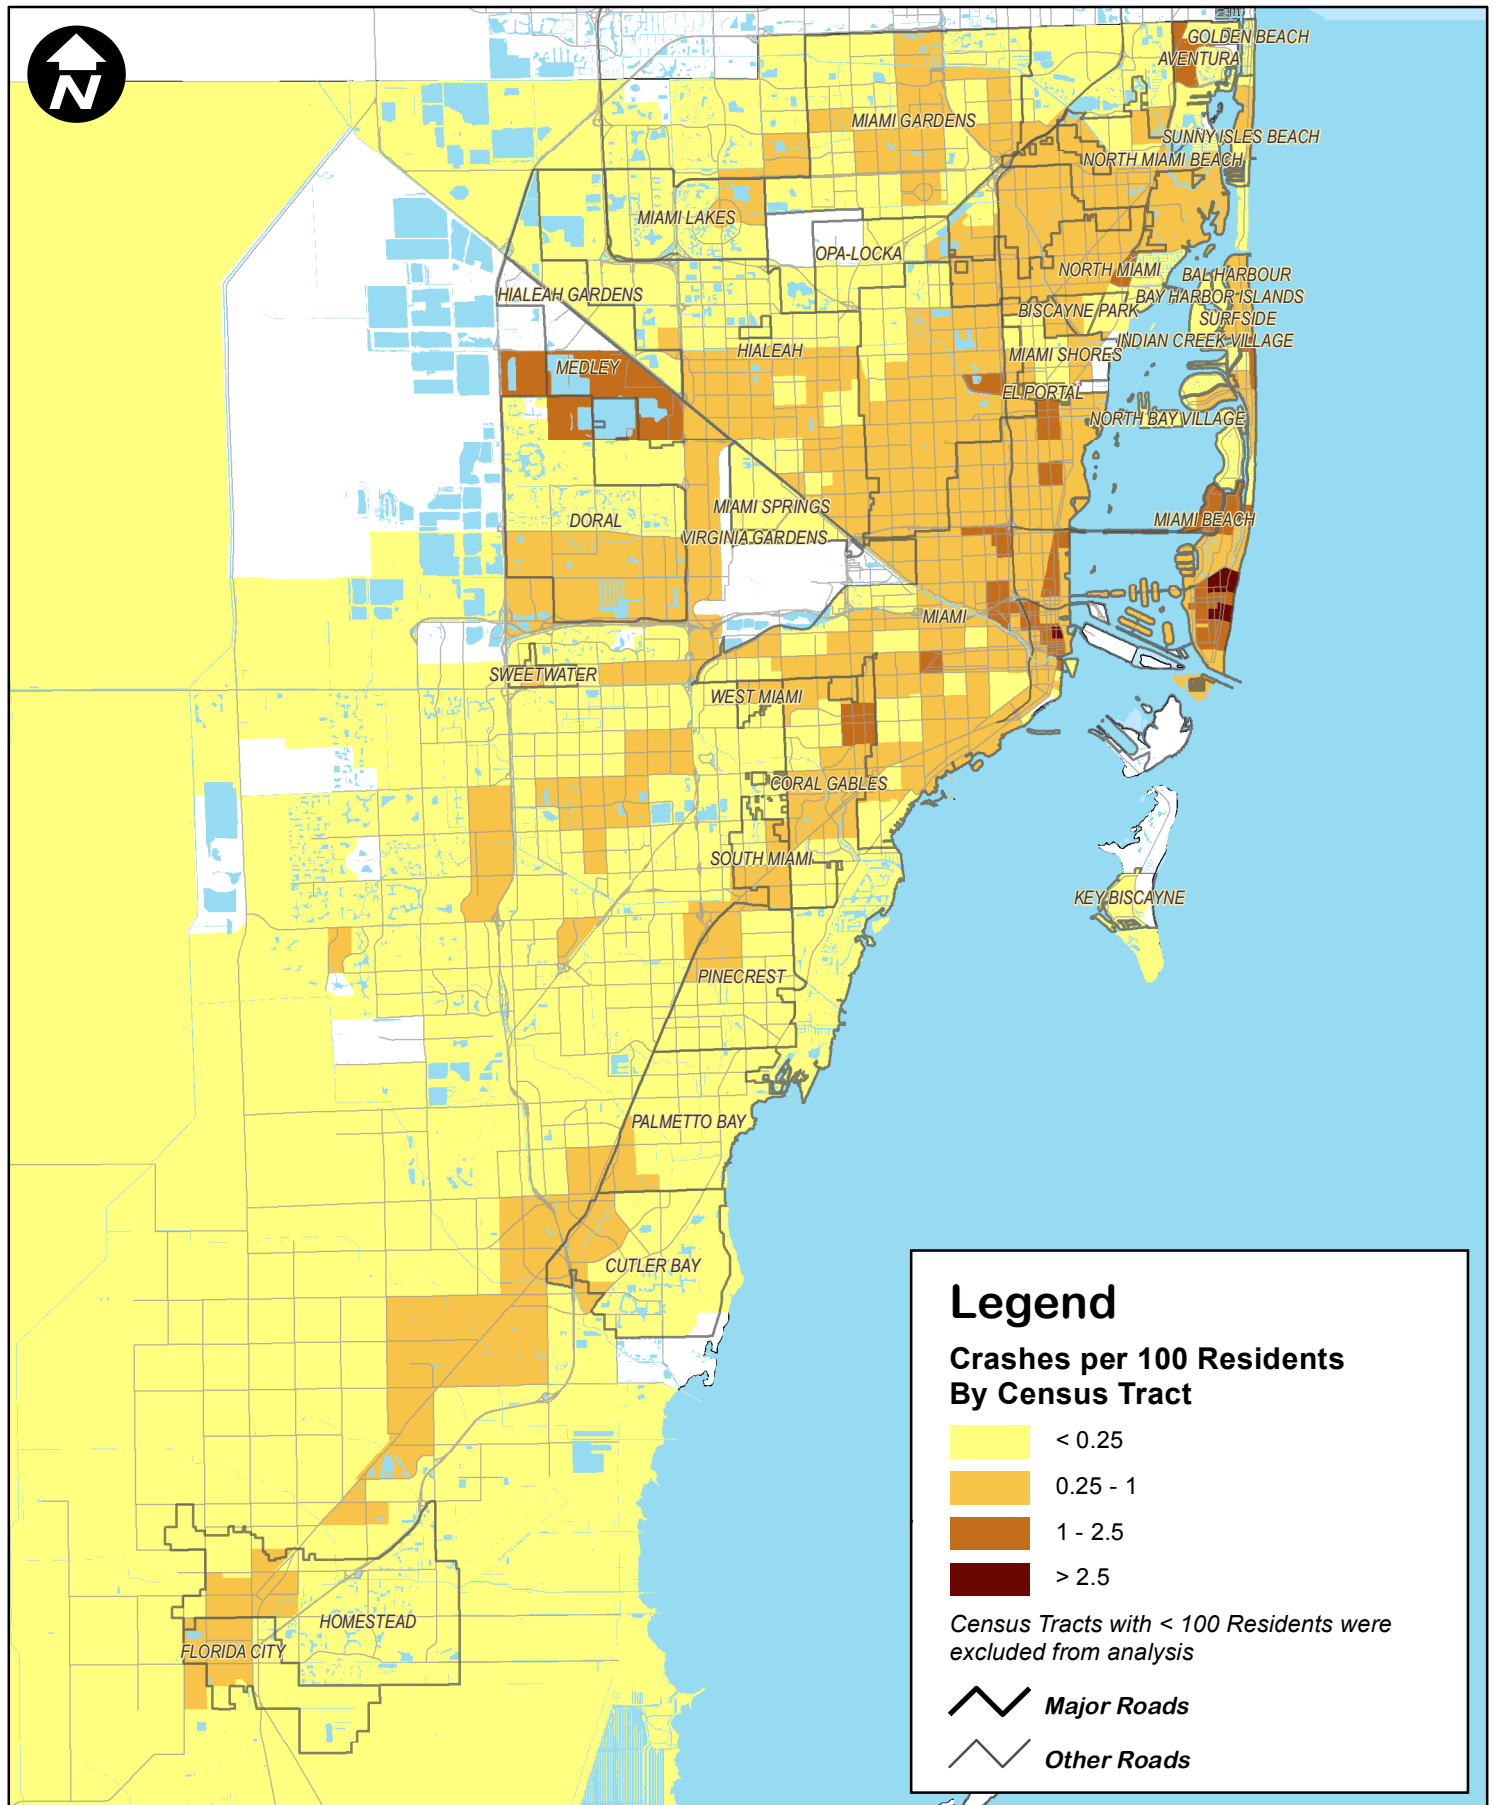 N
GOLDEN BEACH
AVENTURA
MIAMI GARDENS
SUNNY ISLES BEACH
NORTH MIAMI BEACH
MIAMI LAKES
OPA-LOCKA
NORTH MIAMI
BAL HARBOUR
HIALEAH GARDENS
BAY HARBOR ISLANDS
BISCAYNE PARK
SURFSIDE
INDIAN CREEK VILLAGE
HIALEAH
MIAMI SHORES
MEDLEY
EL PORTAL
NORTH BAY VILLAGE
MIAMI SPRINGS
DORAL
MIAMI BEACH
VIRGINIA GARDENS
MIAMI
SWEETWATER
WEST MIAMI
CORAL GABLES
SOUTH MIAMI
KEY BISCAYNE
PINECREST
PALMETTO BAY
CUTLER BAY
HOMESTEAD
FLORIDA CITY
Legend
Crashes per 100 Residents
By Census Tract
< 0.25
0.25 - 1
1 - 2.5
> 2.5
Census Tracts with < 100 Residents were
excluded from analysis
Major Roads
Other Roads